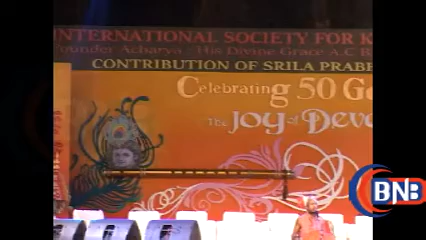 INTERNATIONAL SOCIETY FOR K
Founder Acharya His Divine Grace A.C B
CONTRIBUTION OF SRILA PRABH
Celebrating 50 Go
The Joy of Devo
BNB